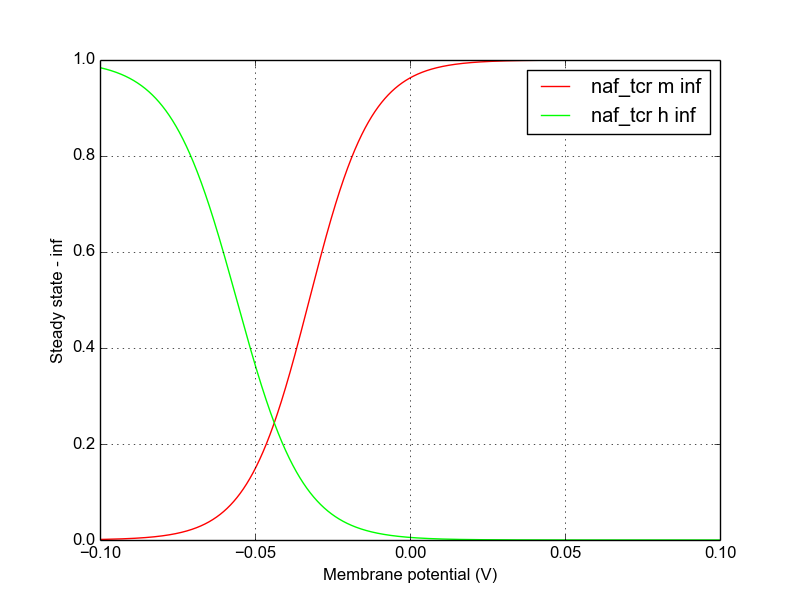 1.0
0.8
0.6
0.4
0.2
0.0
Steady state - inf
naf_tcr m inf
naf_tcr h inf
−0.10
−0.05
0.00
0.05
0.10
Membrane potential (V)